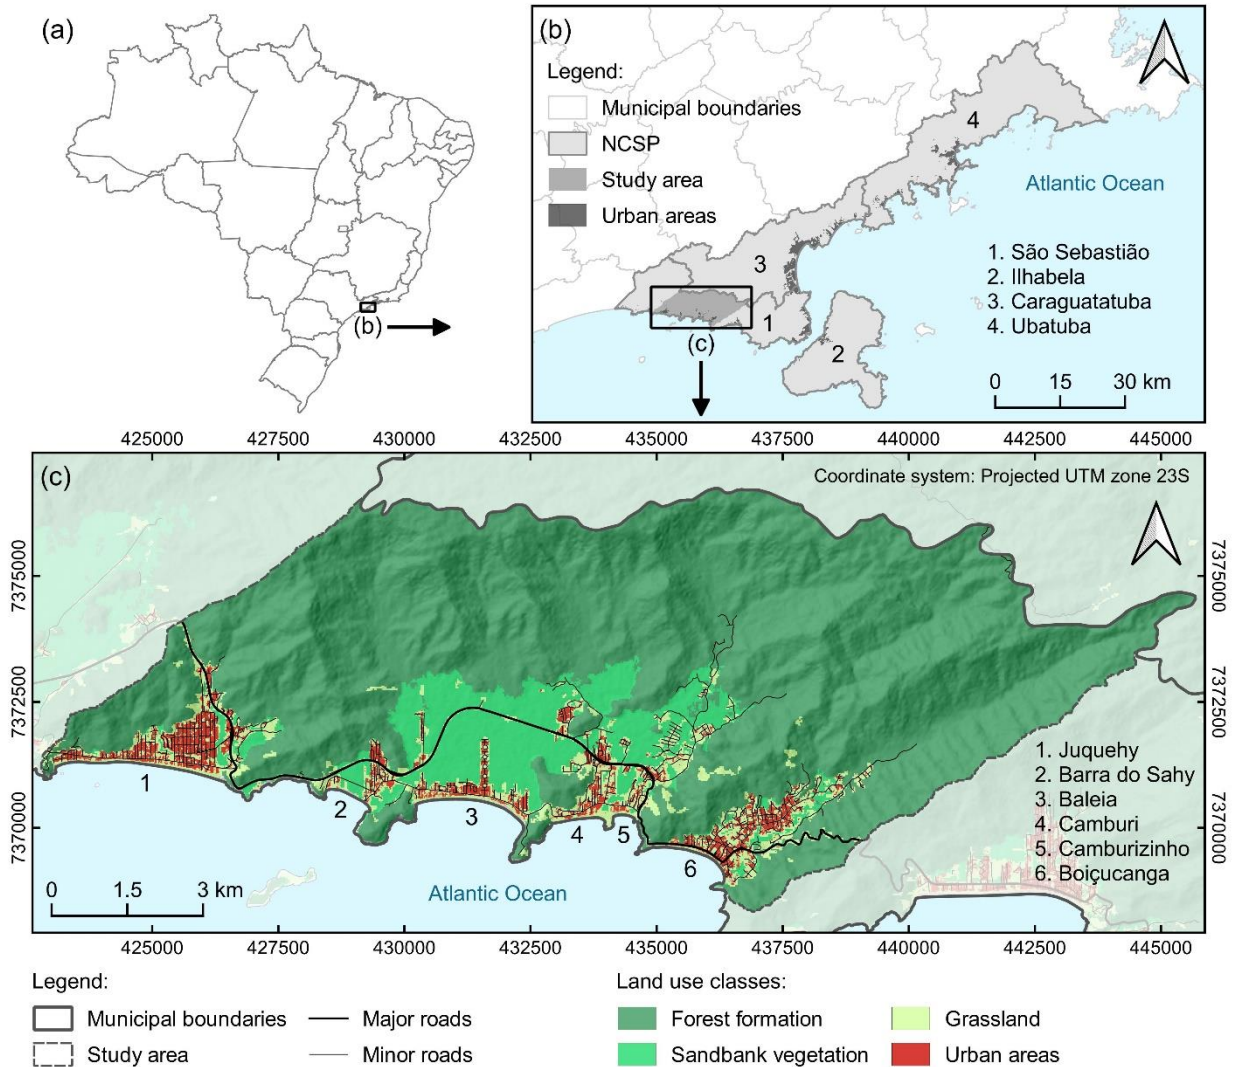 (a)
(b)
(b)
Legend:
Municipal boundaries
NCSP
Study area
Urban areas
Atlantic Ocean
1. São Sebastião
2. Ilhabela
3. Caraguatatuba
4. Ubatuba
4
3
1
2
(c)
0 15 30 km
425000 427500 430000 432500 435000 437500 440000 442500 445000
(c)
Coordinate system: Projected UTM zone 23S
7375000
7372500
7370000
7375000
7372500
7370000
1
2
3
4
5
6
1. Juquehy
2. Barra do Sahy
3. Baleia
4. Camburi
5. Camburizinho
6. Boiçucanga
0 1.5 3 km
Atlantic Ocean
425000 427500 430000 432500 435000 437500 440000 442500 445000
Legend:
Municipal boundaries
Study area
Major roads
Minor roads
Land use classes:
Forest formation
Sandbank vegetation
Grassland
Urban areas